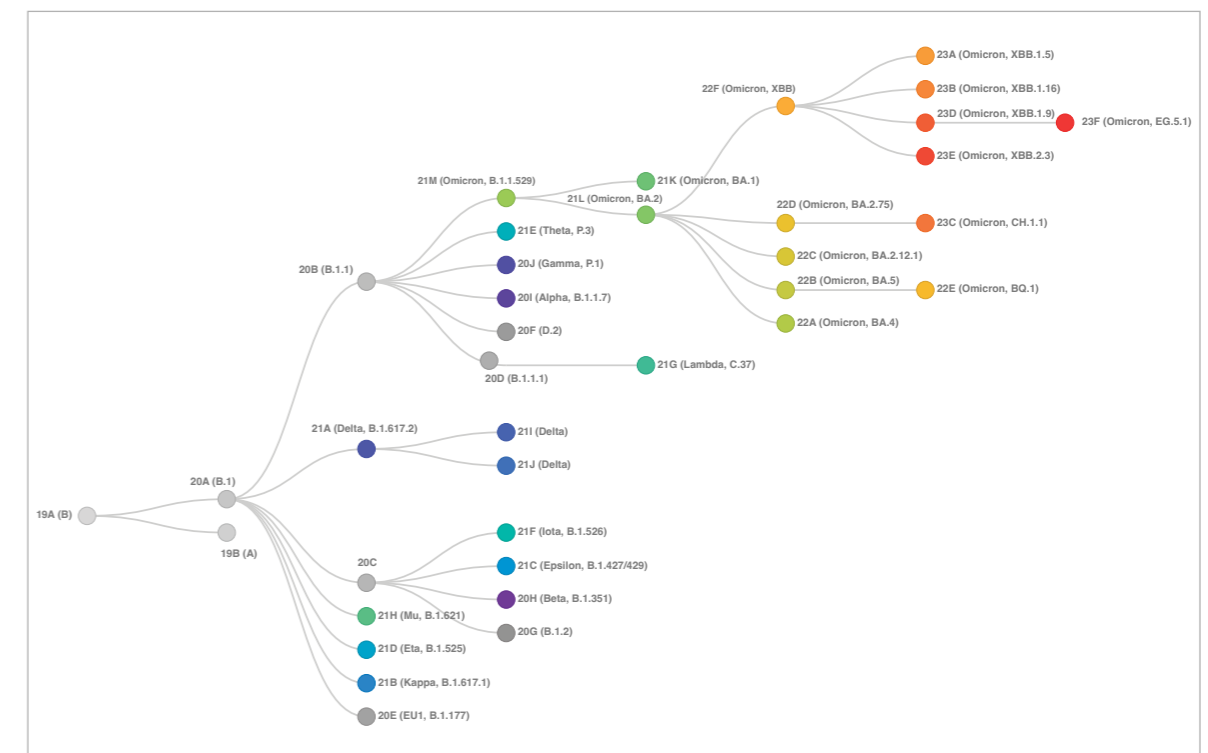 23A (Omicron, XBB.1.5)
22F (Omicron, XBB)
23B (Omicron, XBB.1.16)
23D (Omicron, XBB.1.9)
23F (Omicron, EG.5.1)
23E (Omicron, XBB.2.3)
21M (Omicron, B.1.1.529)
21K (Omicron, BA.1)
21L (Omicron, BA.2)
22D (Omicron, BA.2.75)
23C (Omicron, CH.1.1)
21E (Theta, P.3)
22C (Omicron, BA.2.12.1)
20J (Gamma, P.1)
20B (B.1.1)
22B (Omicron, BA.5)
22E (Omicron, BQ.1)
20I (Alpha, B.1.1.7)
22A (Omicron, BA.4)
20F (D.2)
21G (Lambda, C.37)
20D (B.1.1.1)
21A (Delta, B.1.617.2)
21I (Delta)
21J (Delta)
20A (B.1)
19A (B)
19B (A)
21F (Iota, B.1.526)
20C
21C (Epsilon, B.1.427/429)
20H (Beta, B.1.351)
21H (Mu, B.1.621)
20G (B.1.2)
21D (Eta, B.1.525)
21B (Kappa, B.1.617.1)
20E (EU1, B.1.177)